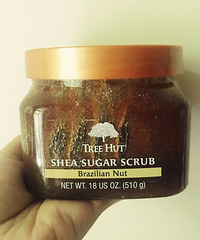 TREE HUT
SHEA SUGAR SCRUB
Brazilian Nut
NET WT. 18 US OZ. (510 g)